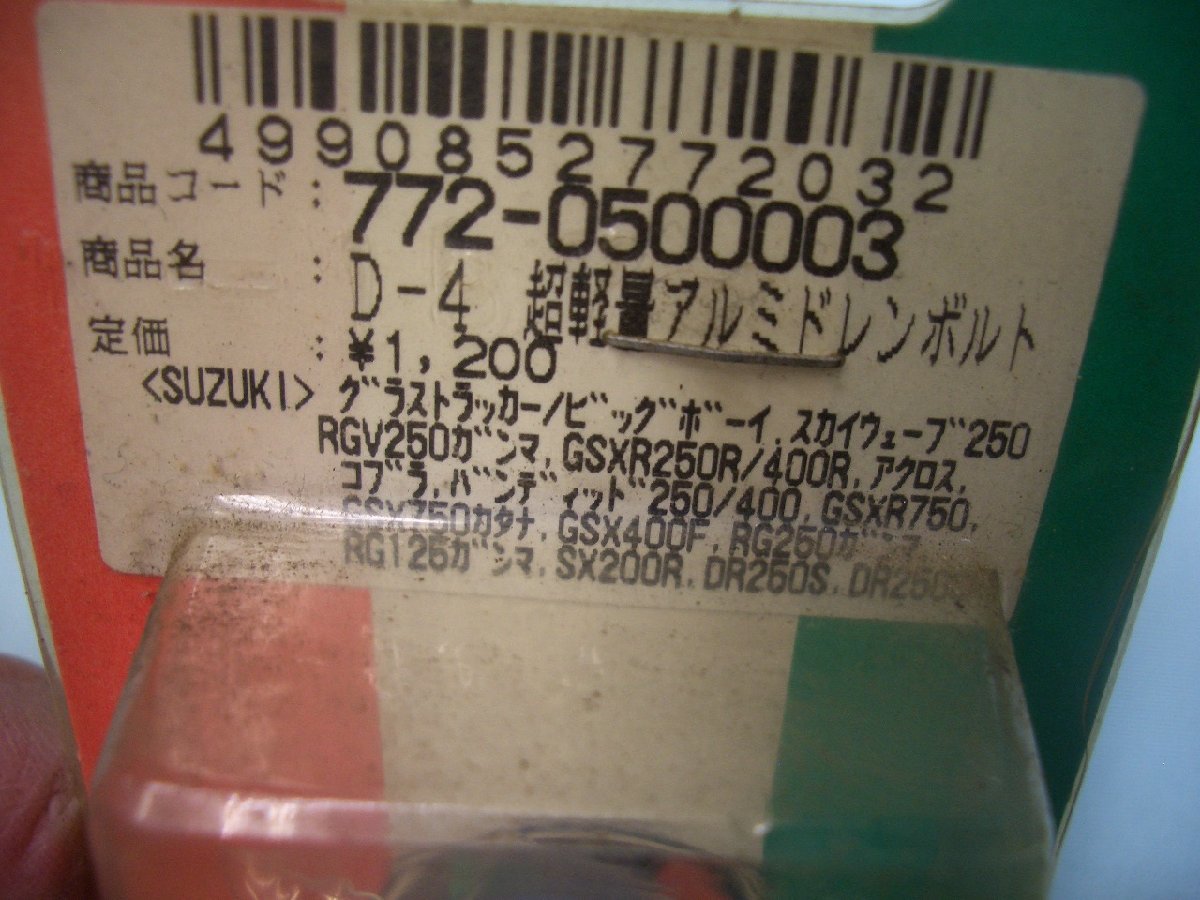 4990852772032
商品コード : 772-0500003
商品名 : D-4 超軽量アルミドレンボルト
定価 : ¥1,200
<SUZUKI> グラストラッカー/ビッグボーイ,スカイウェーブ250
RGV250ガンマ,GSXR250R/400R,アクロス,
コブラ,バンディット250/400,GSXR750,
GSX750カタナ,GSX400F,RG250ガンマ
RG125ガンマ,SX200R,DR250S,